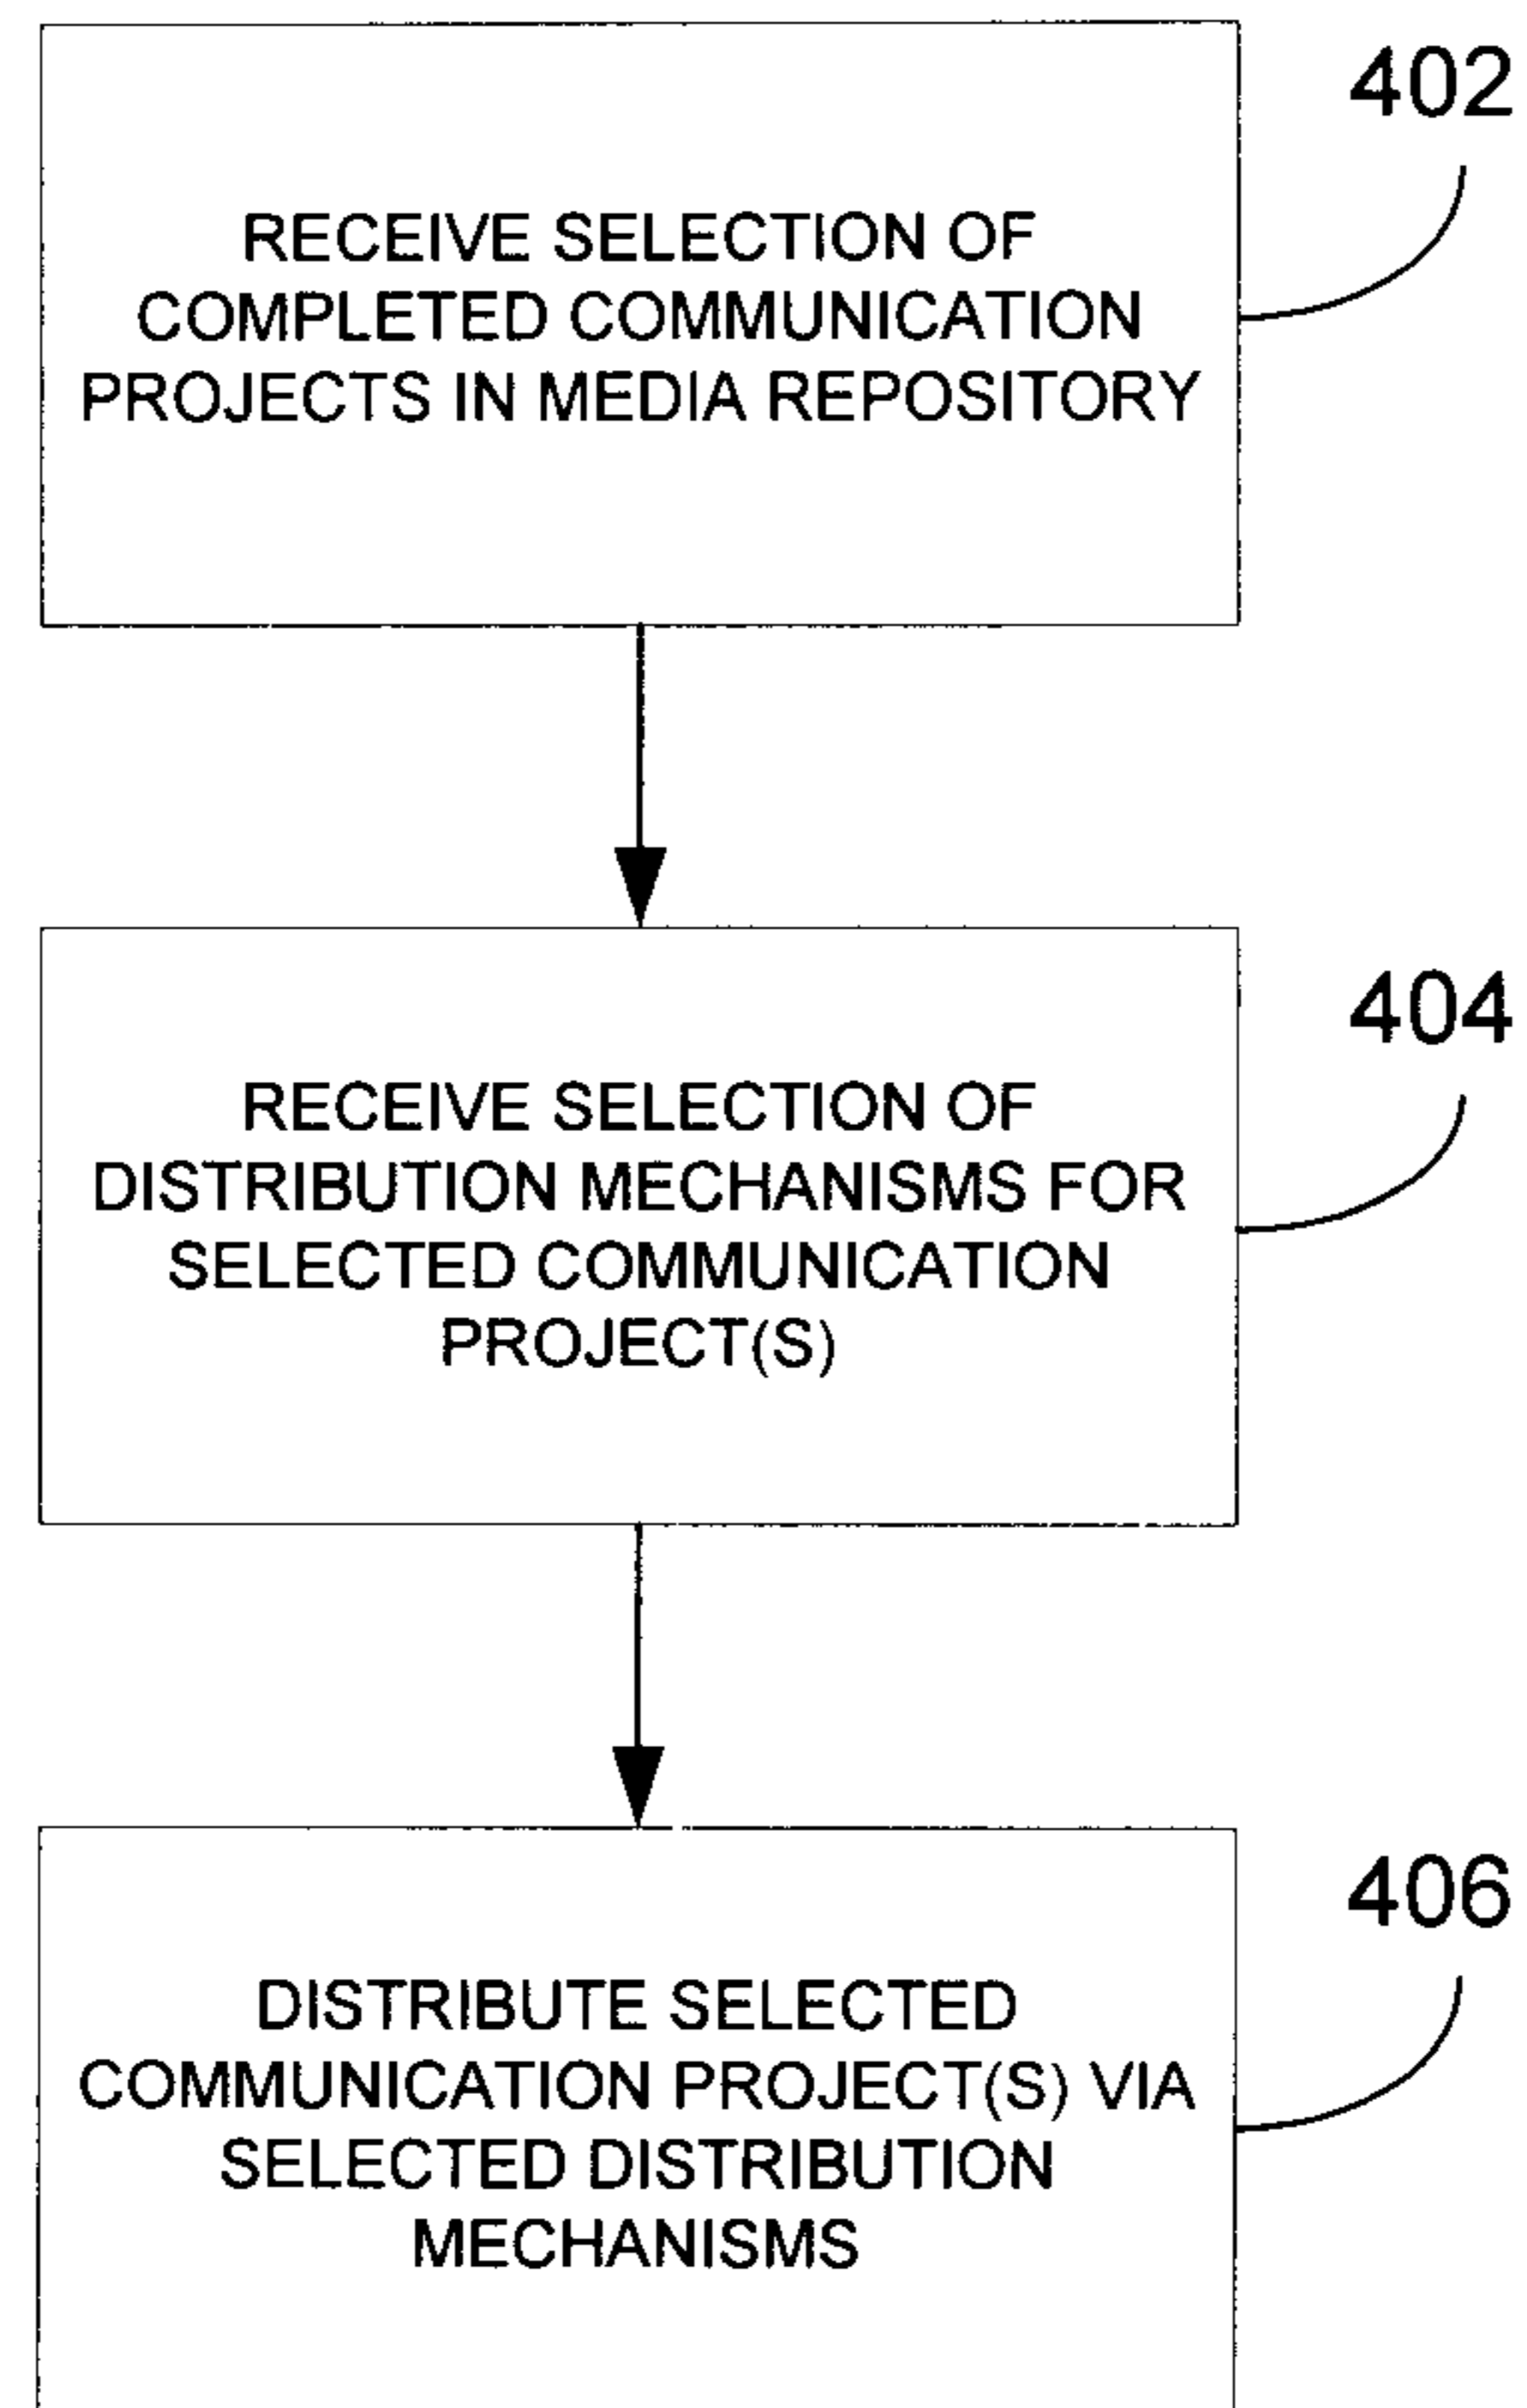 402
RECEIVE SELECTION OF
COMPLETED COMMUNICATION
PROJECTS IN MEDIA REPOSITORY
404
RECEIVE SELECTION OF
DISTRIBUTION MECHANISMS FOR
SELECTED COMMUNICATION
PROJECT(S)
406
DISTRIBUTE SELECTED
COMMUNICATION PROJECT(S) VIA
SELECTED DISTRIBUTION
MECHANISMS